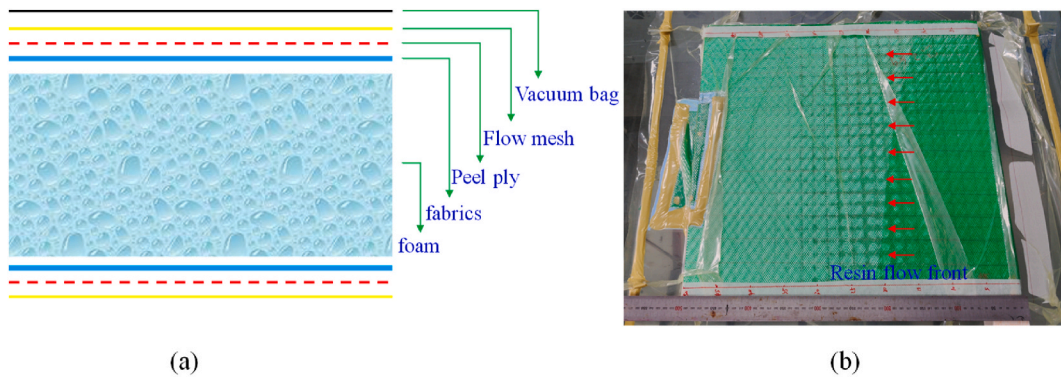 Vacuum bag
Flow mesh
Peel ply
fabrics
foam
Resin flow front
(a)
(b)